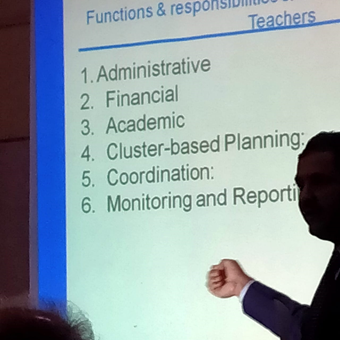 Functions & responsibilities
Teachers
1. Administrative
2. Financial
3. Academic
4. Cluster-based Planning:
5. Coordination:
6. Monitoring and Reporti